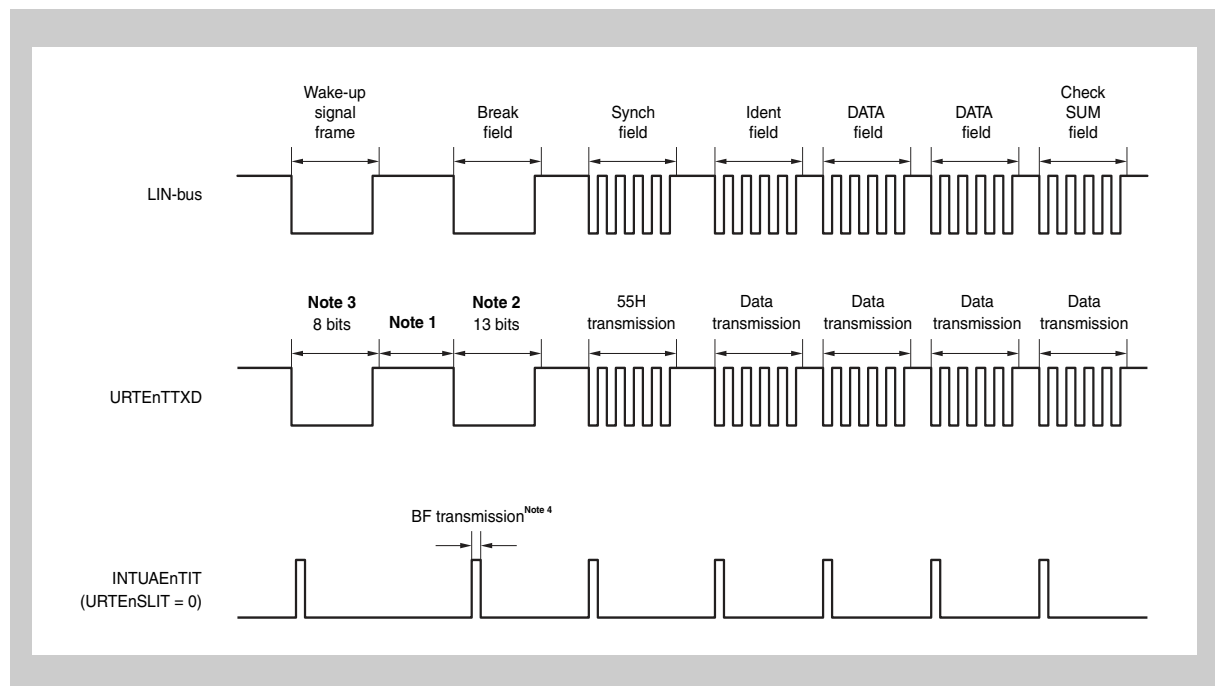 Wake-up
signal
frame
Break
field
Synch
field
Ident
field
DATA
field
DATA
field
Check
SUM
field
LIN-bus
Note 3
8 bits
Note 1
Note 2
13 bits
55H
transmission
Data
transmission
Data
transmission
Data
transmission
Data
transmission
URTEnTTXD
BF transmission Note 4
INTUAEnTIT
(URTEnSLIT = 0)